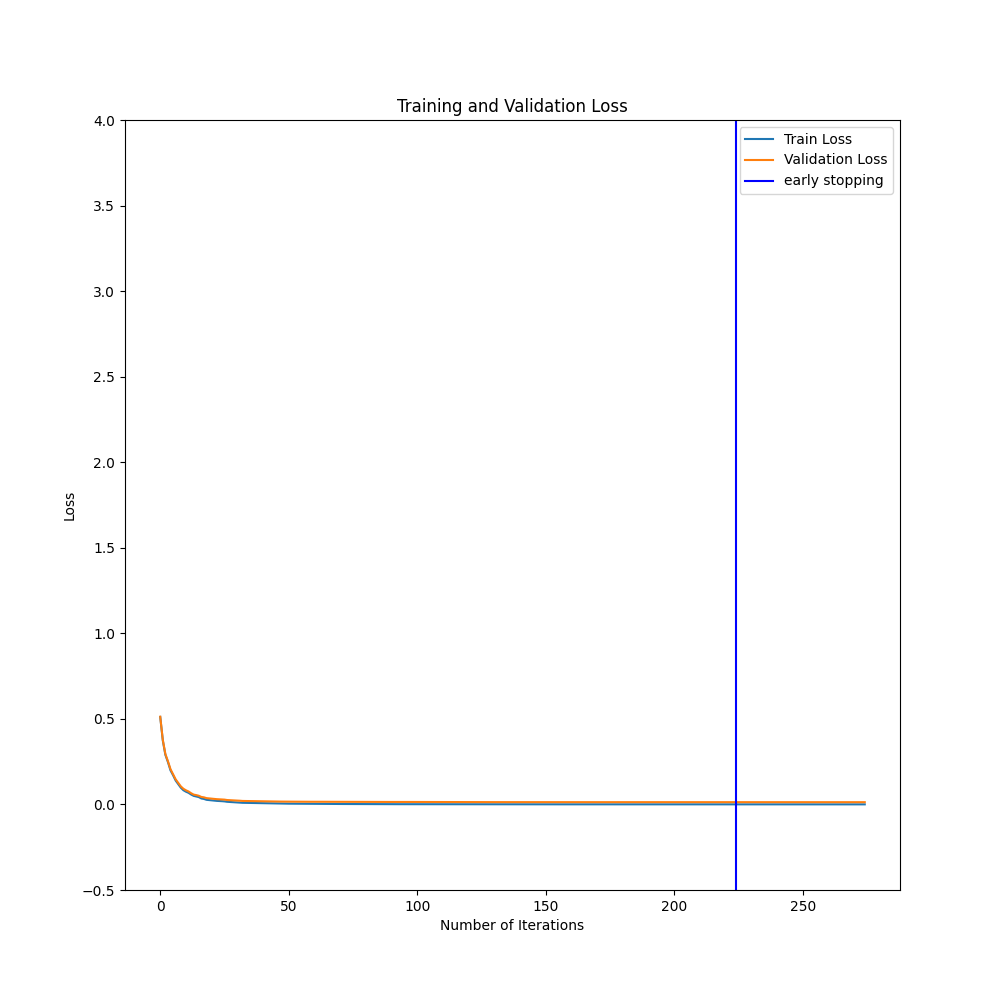 Training and Validation Loss
4.0
3.5
3.0
2.5
2.0
1.5
1.0
0.5
0.0
−0.5
Loss
Train Loss
Validation Loss
early stopping
0 50 100 150 200 250
Number of Iterations